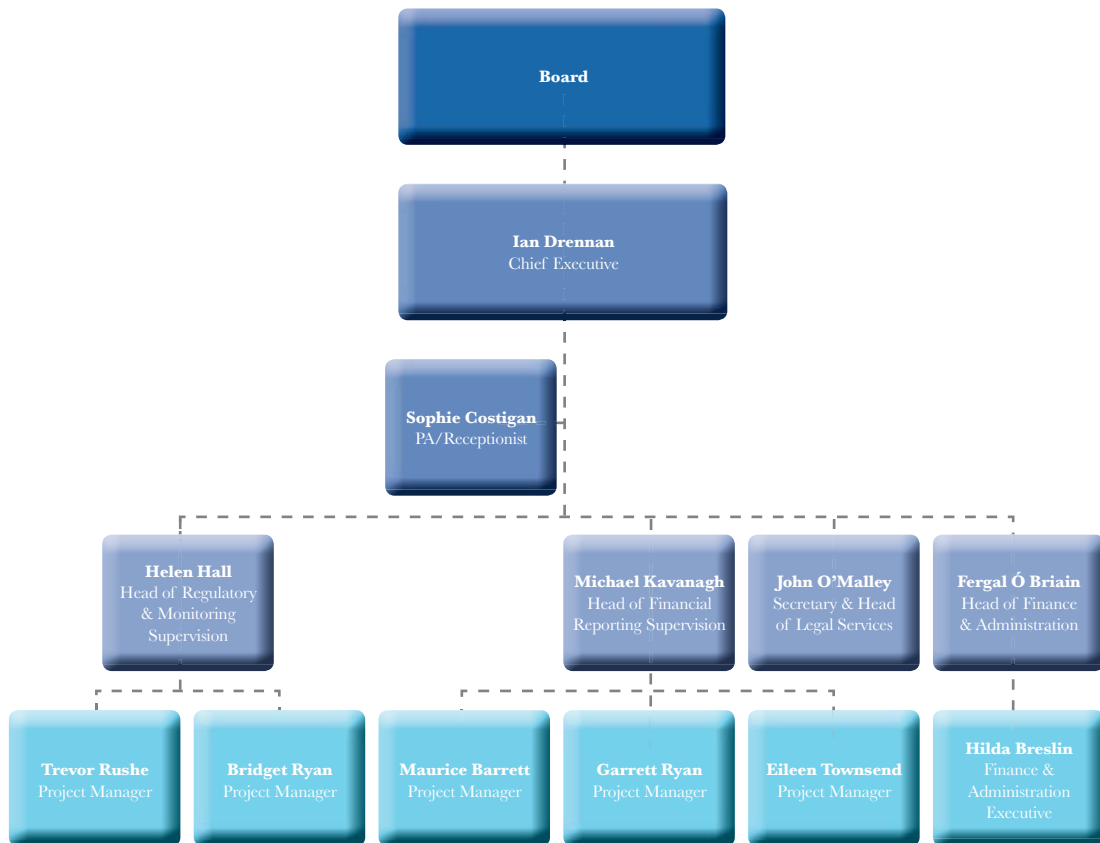 Board
Ian Drennan
Chief Executive
Sophie Costigan
PA/Receptionist
Helen Hall
Head of Regulatory
& Monitoring
Supervision
Michael Kavanagh
Head of Financial
Reporting Supervision
John O’Malley
Secretary & Head
of Legal Services
Fergal Ó Briain
Head of Finance
& Administration
Trevor Rushe
Project Manager
Bridget Ryan
Project Manager
Maurice Barrett
Project Manager
Garrett Ryan
Project Manager
Eileen Townsend
Project Manager
Hilda Breslin
Finance &
Administration
Executive